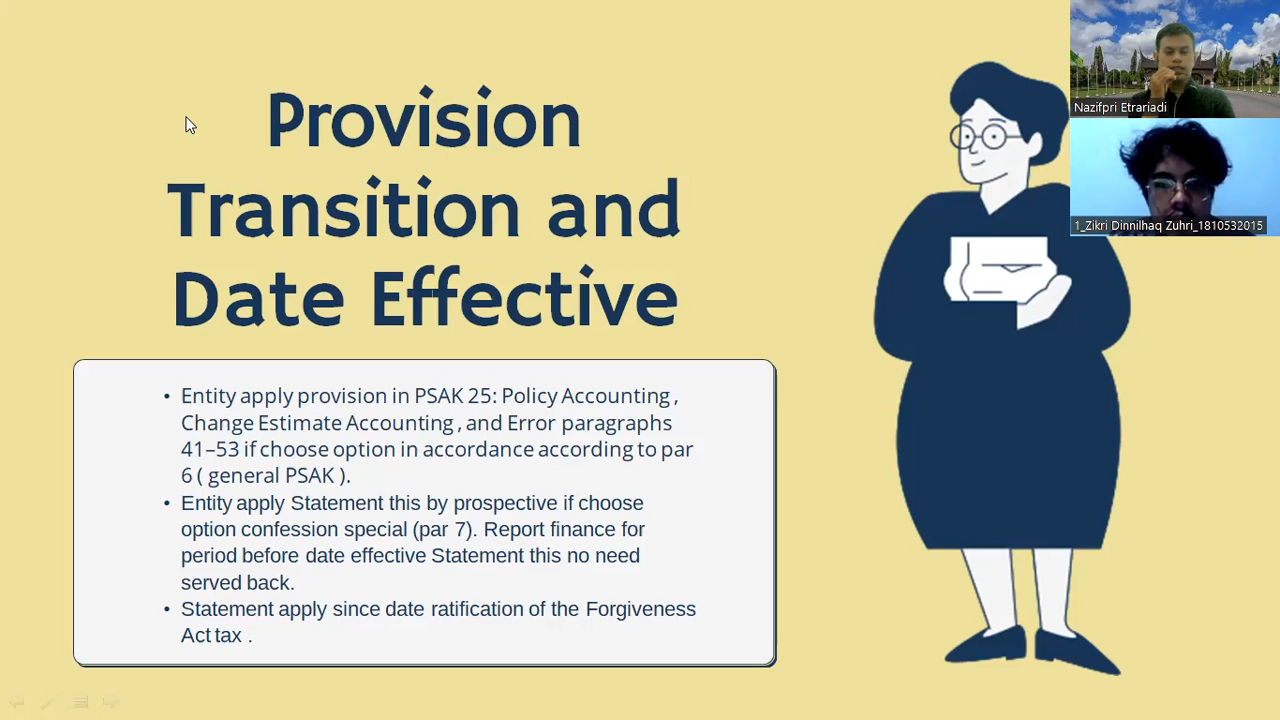 Provision
Transition and
Date Effective
Entity apply provision in PSAK 25: Policy Accounting ,
Change Estimate Accounting , and Error paragraphs
41–53 if choose option in accordance according to par
6 ( general PSAK ).
Entity apply Statement this by prospective if choose
option confession special (par 7). Report finance for
period before date effective Statement this no need
served back.
Statement apply since date ratification of the Forgiveness
Act tax .
Nazifpri Etrariadi
1_Zikri Dinnilhaq Zuhri_1810532015